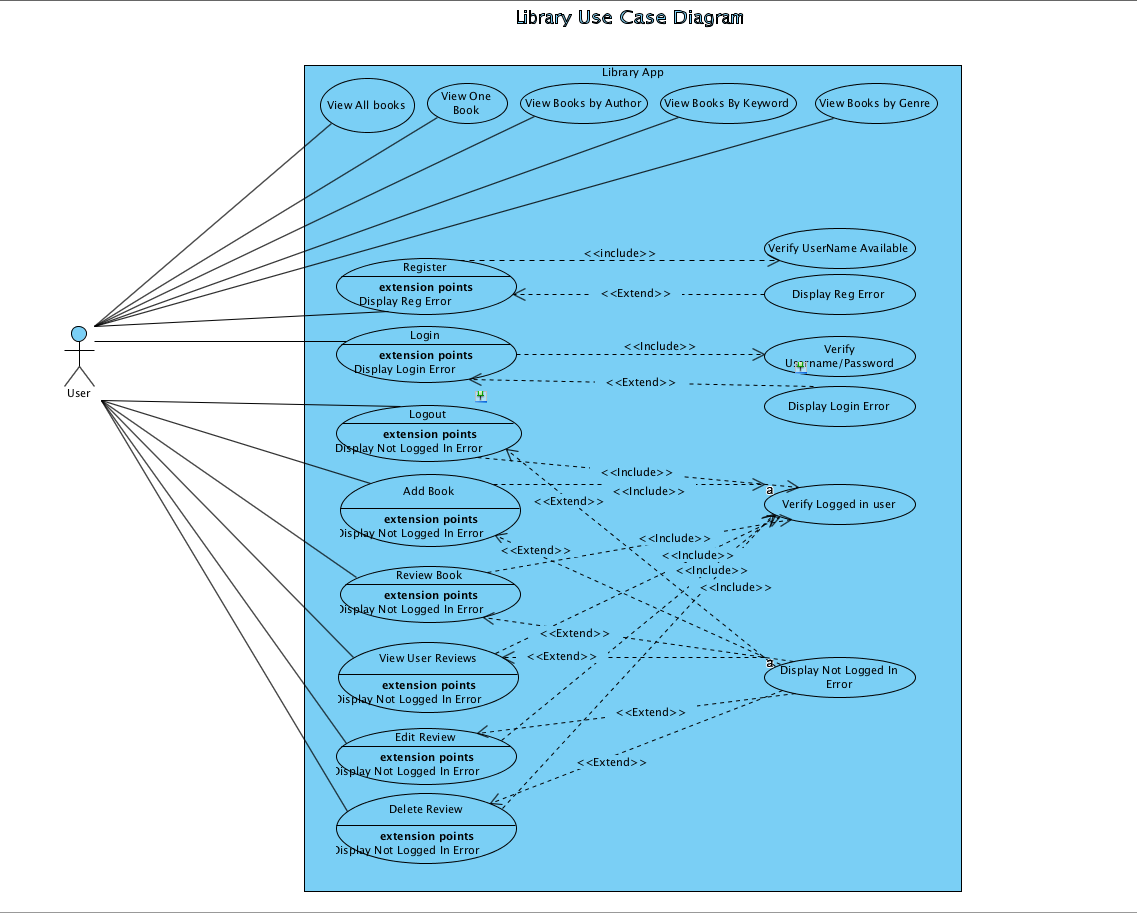 Library Use Case Diagram
Library App
View All books
View One
Book
View Books by Author
View Books By Keyword
View Books by Genre
Verify UserName Available
<<include>>
Register
extension points
Display Reg Error
<<Extend>>
Display Reg Error
Login
extension points
Display Login Error
<<Include>>
Verify
Username/Password
<<Extend>>
Display Login Error
User
Logout
extension points
Display Not Logged In Error
<<Include>>
Add Book
extension points
Display Not Logged In Error
<<Include>>
a
<<Extend>>
Verify Logged in user
<<Include>>
<<Extend>>
<<Include>>
<<Include>>
<<Include>>
Review Book
extension points
Display Not Logged In Error
<<Extend>>
View User Reviews
extension points
Display Not Logged In Error
<<Extend>>
a
Display Not Logged In
Error
<<Extend>>
Edit Review
extension points
Display Not Logged In Error
<<Extend>>
Delete Review
extension points
Display Not Logged In Error